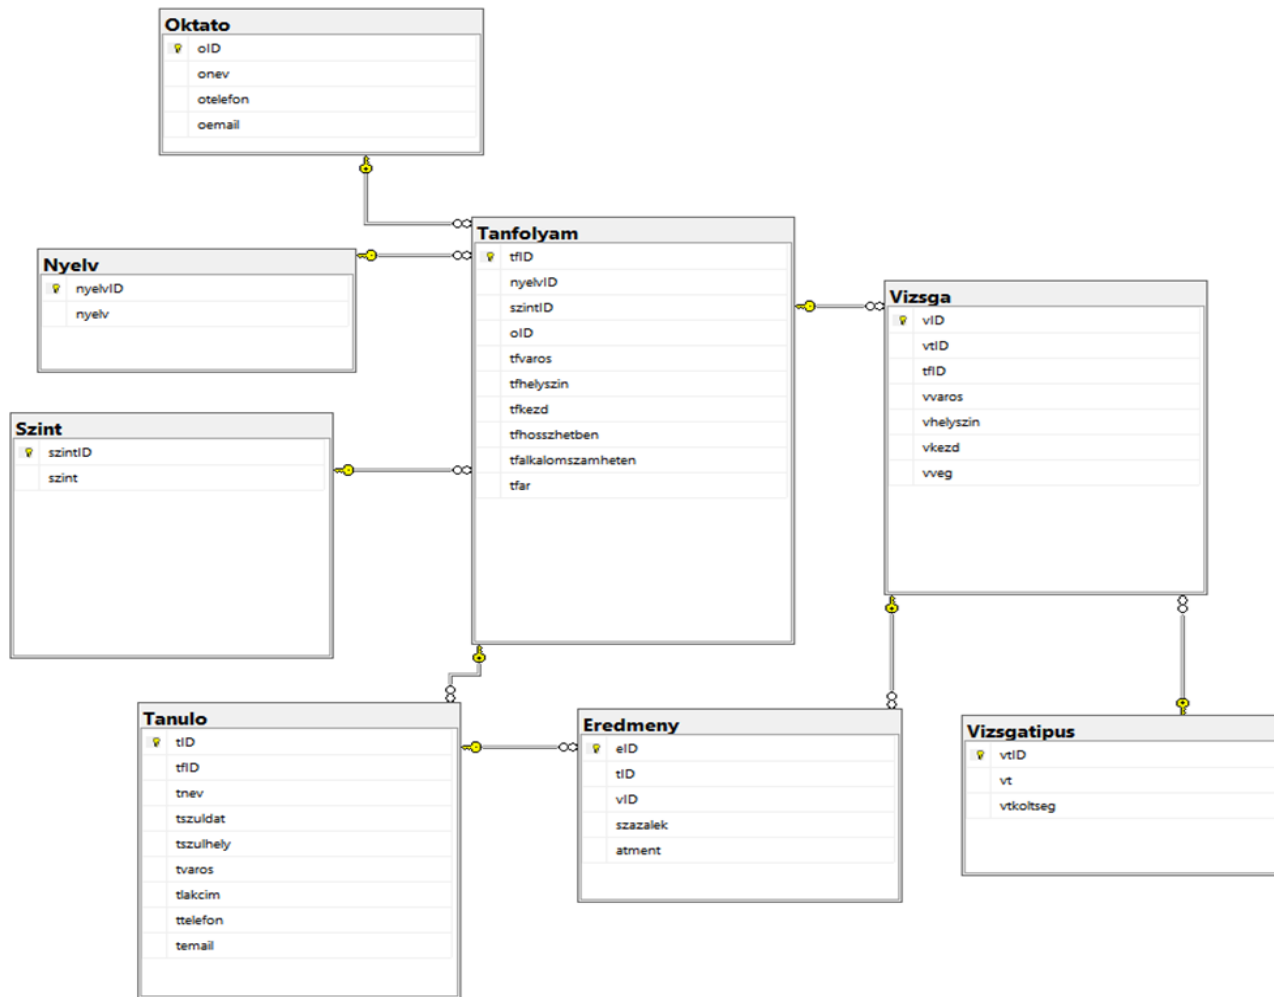 Oktato
oID
onev
otelefon
oemail
Nyelv
nyelvID
nyelv
Szint
szintID
szint
Tanfolyam
tfID
nyelvID
szintID
oID
tfvaros
tfhelyszin
tfkezd
tfhosszhetben
tfalkalomszamheten
tfar
Vizsga
vID
vtID
tfID
vvaros
vhelyszin
vkezd
vveg
Tanulo
tID
tfID
tnev
tszuldat
tszulhely
tvaros
tlakcim
ttelefon
temail
Eredmeny
eID
tID
vID
szazalek
atment
Vizsgatipus
vtID
vt
vtkoltseg